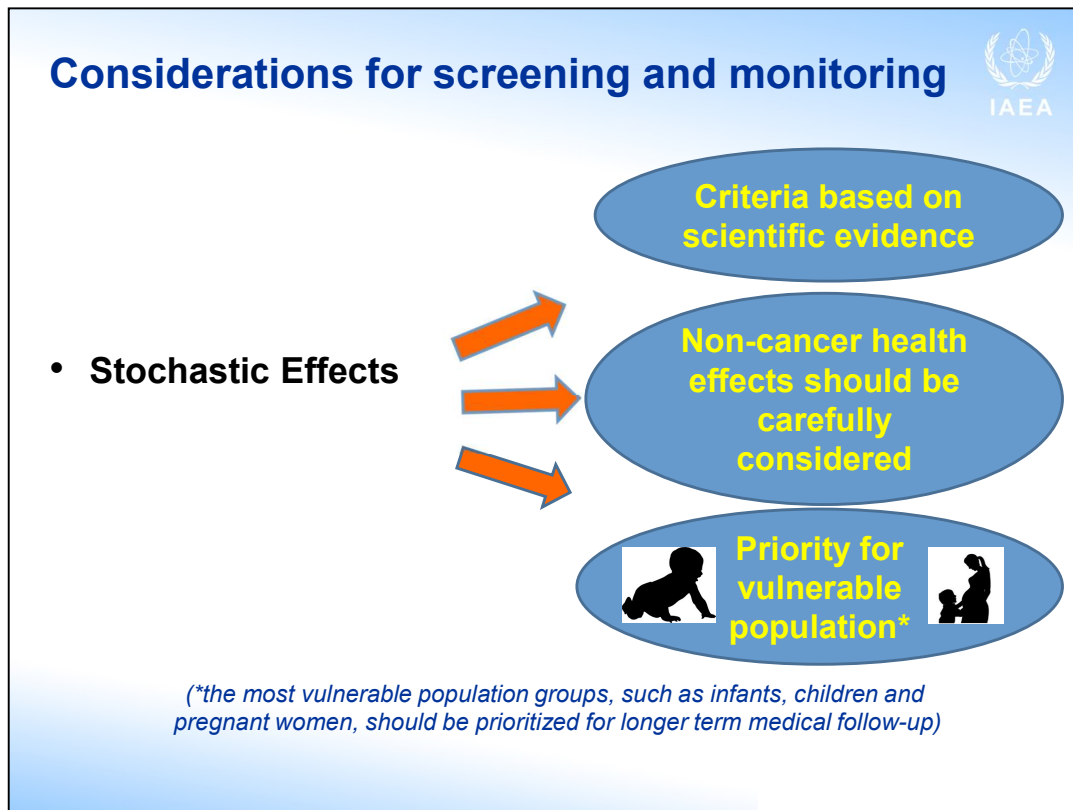 Considerations for screening and monitoring
IAEA
Criteria based on
scientific evidence
• Stochastic Effects
Non-cancer health
effects should be
carefully
considered
Priority for
vulnerable
population*
(*the most vulnerable population groups, such as infants, children and
pregnant women, should be prioritized for longer term medical follow-up)